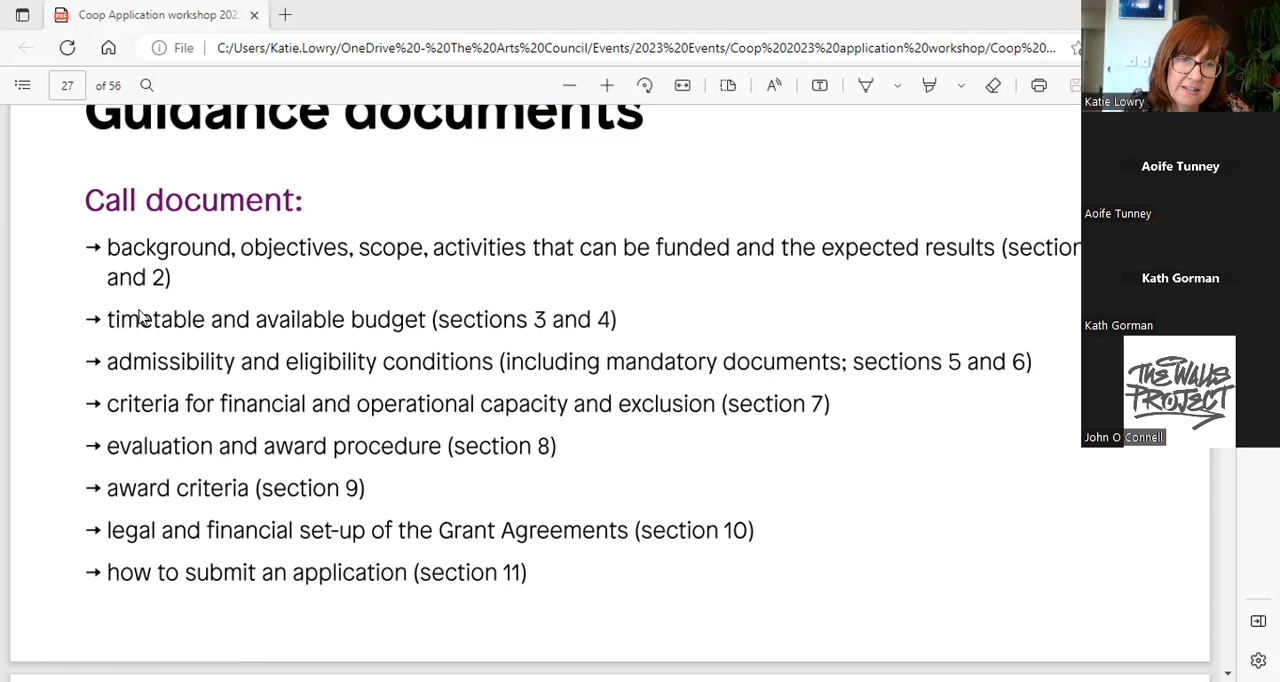 Coop Application workshop 202
File
C:/Users/Katie.Lowry/OneDrive%20-%20The%20Arts%20Council/Events/2023%20Events/Coop%202023%20application%20workshop/Coop%20...
27 of 56
Guidance documents
Call document:
→ background, objectives, scope, activities that can be funded and the expected results (section
and 2)
→ timetable and available budget (sections 3 and 4)
→ admissibility and eligibility conditions (including mandatory documents; sections 5 and 6)
→ criteria for financial and operational capacity and exclusion (section 7)
→ evaluation and award procedure (section 8)
→ award criteria (section 9)
→ legal and financial set-up of the Grant Agreements (section 10)
→ how to submit an application (section 11)
Katie Lowry
Aoife Tunney
Aoife Tunney
Kath Gorman
Kath Gorman
THE WALLS
PROJECT
John O Connell